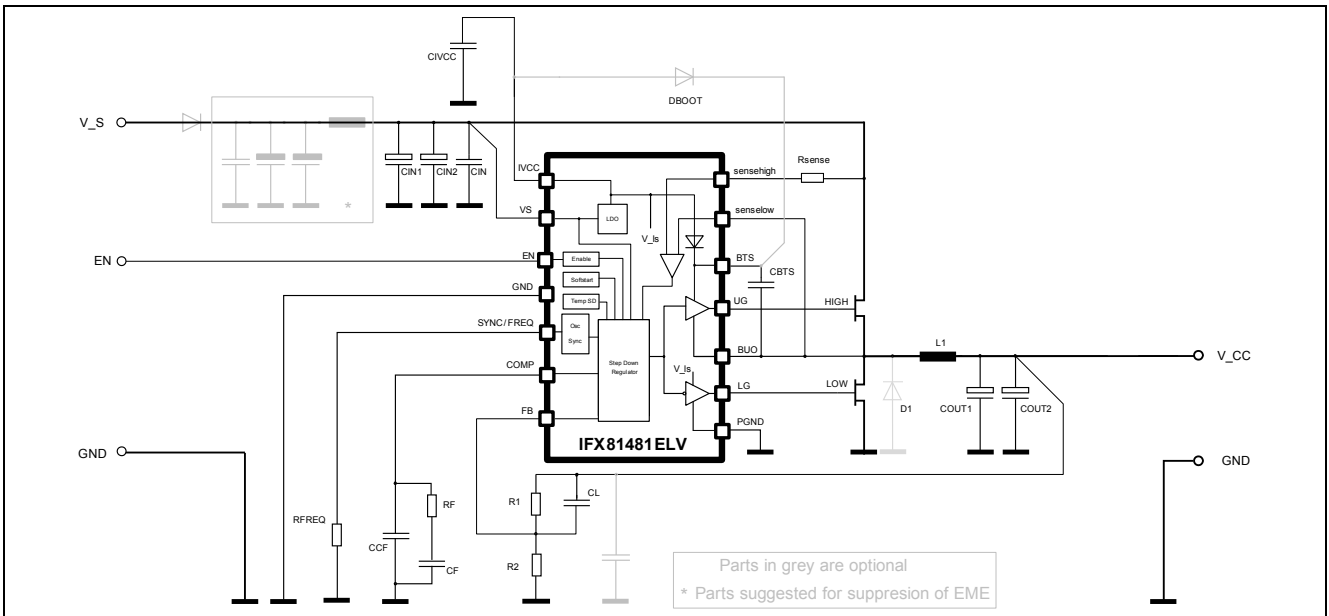 CIVCC
DBOOT
V_S
*
CIN1
CIN2
CIN
IVCC
sensehigh
Rsense
VS
LDO
V_Is
senselow
EN
EN
Enable
BTS
CBTS
GND
Softstart
Temp SD
UG
HIGH
SYNC/FREQ
Osc
Sync
BUO
L1
V_CC
COMP
Step Down
Regulator
V_Is
LG
LOW
D1
COUT1
COUT2
FB
PGND
IFX81481ELV
GND
GND
RF
R1
CL
RFREQ
CCF
CF
R2
Parts in grey are optional
* Parts suggested for suppresion of EME